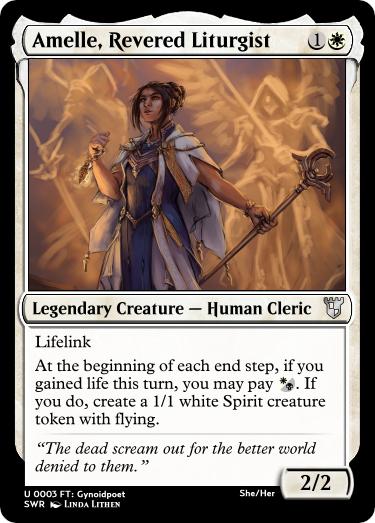 Amelle, Revered Liturgist 1
Legendary Creature — Human Cleric
Lifelink
At the beginning of each end step, if you
gained life this turn, you may pay . If
you do, create a 1/1 white Spirit creature
token with flying.
“The dead scream out for the better world
denied to them.”
2/2
U 0003 FT: Gynoidpoet She/Her
SWR LINDA LITHEN